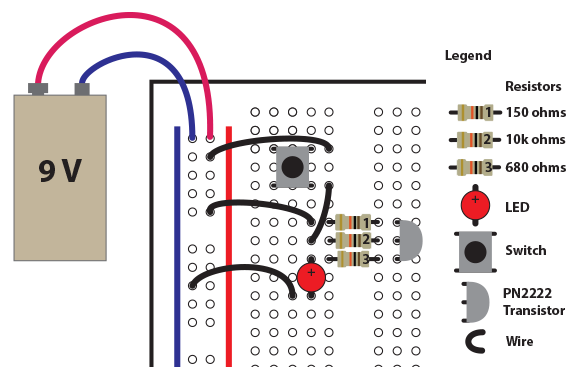 9 V
Legend
Resistors
1 150 ohms
2 10k ohms
3 680 ohms
+ LED
Switch
PN2222
Transistor
Wire
1
2
3
+